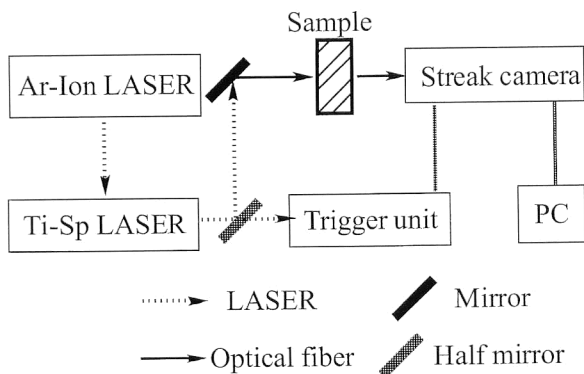 Sample
Ar-Ion LASER
Streak camera
Ti-Sp LASER
Trigger unit
PC
LASER
Mirror
Optical fiber
Half mirror